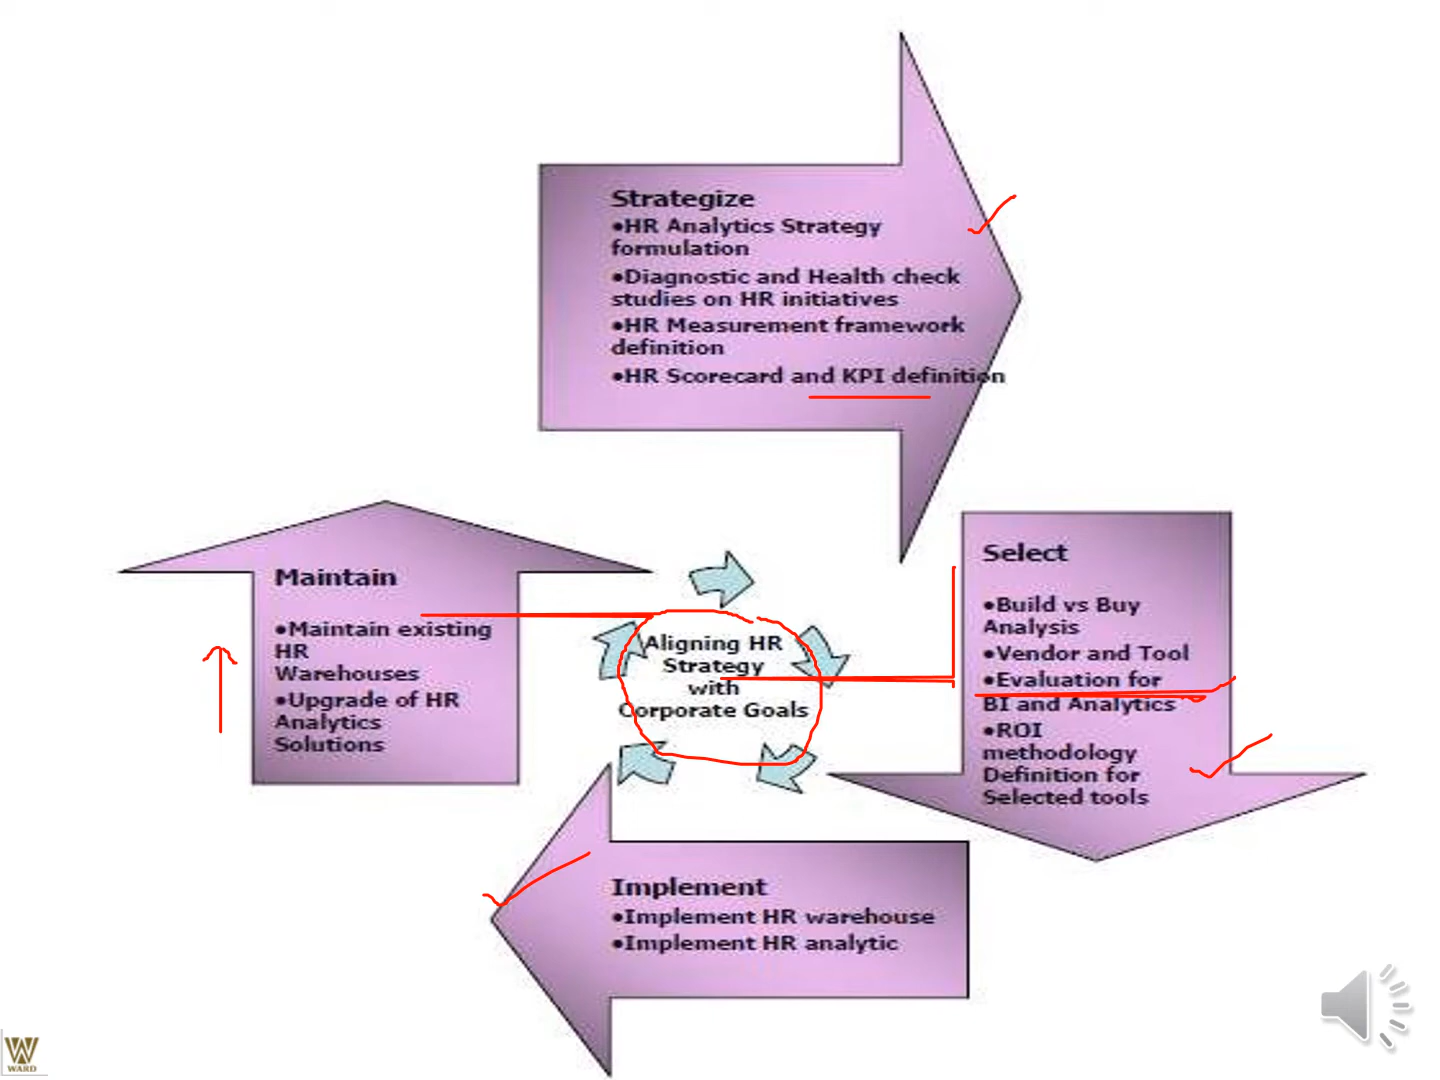 Strategize
•HR Analytics Strategy
formulation
•Diagnostic and Health check
studies on HR initiatives
•HR Measurement framework
definition
•HR Scorecard and KPI definition
Select
•Build vs Buy
Analysis
•Vendor and Tool
•Evaluation for
BI and Analytics
•ROI
methodology
Definition for
Selected tools
Implement
•Implement HR warehouse
•Implement HR analytic
Maintain
•Maintain existing
HR
Warehouses
•Upgrade of HR
Analytics
Solutions
Aligning HR
Strategy
with
Corporate Goals
WARD